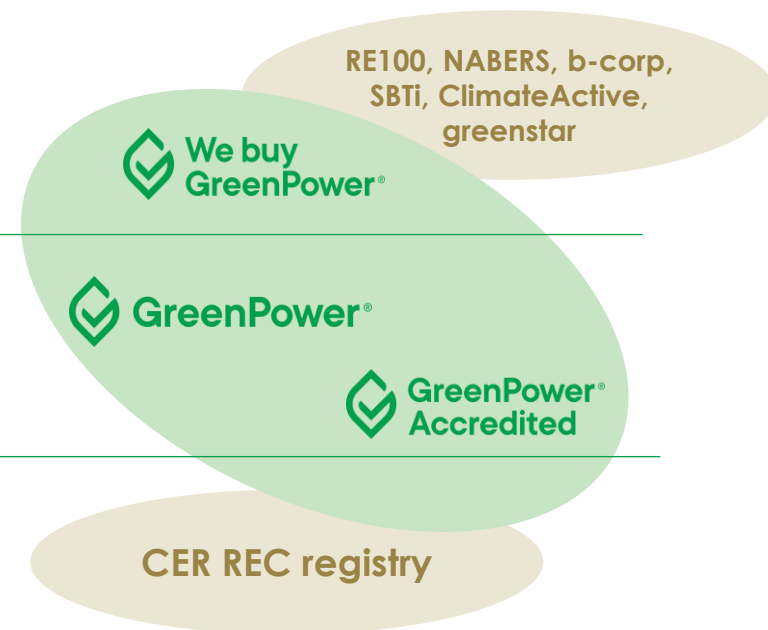 RE100, NABERS, b-corp,
SBTi, ClimateActive,
greenstar
We buy
GreenPower®
GreenPower®
GreenPower®
Accredited
CER REC registry